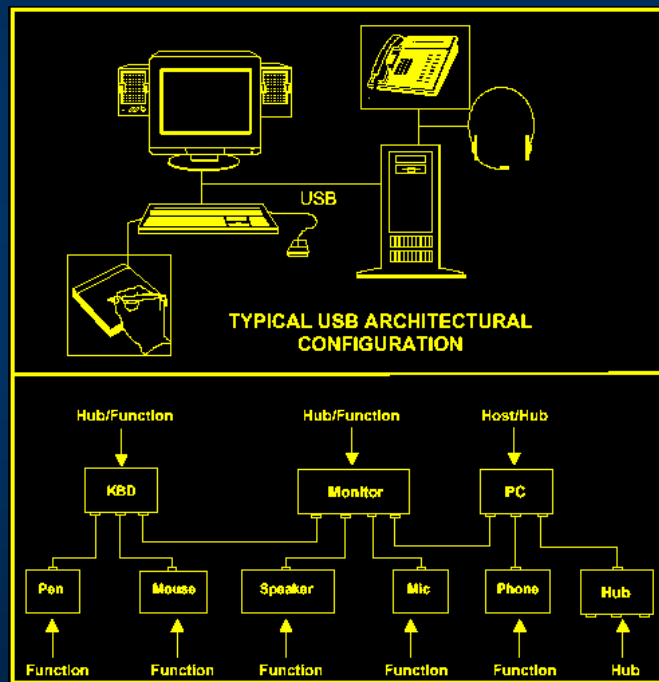 USB
TYPICAL USB ARCHITECTURAL
CONFIGURATION
Hub/Function Hub/Function Host/Hub
KBD Monitor PC
Pen Mouse Speaker Mic Phone Hub
Function Function Function Function Function Hub